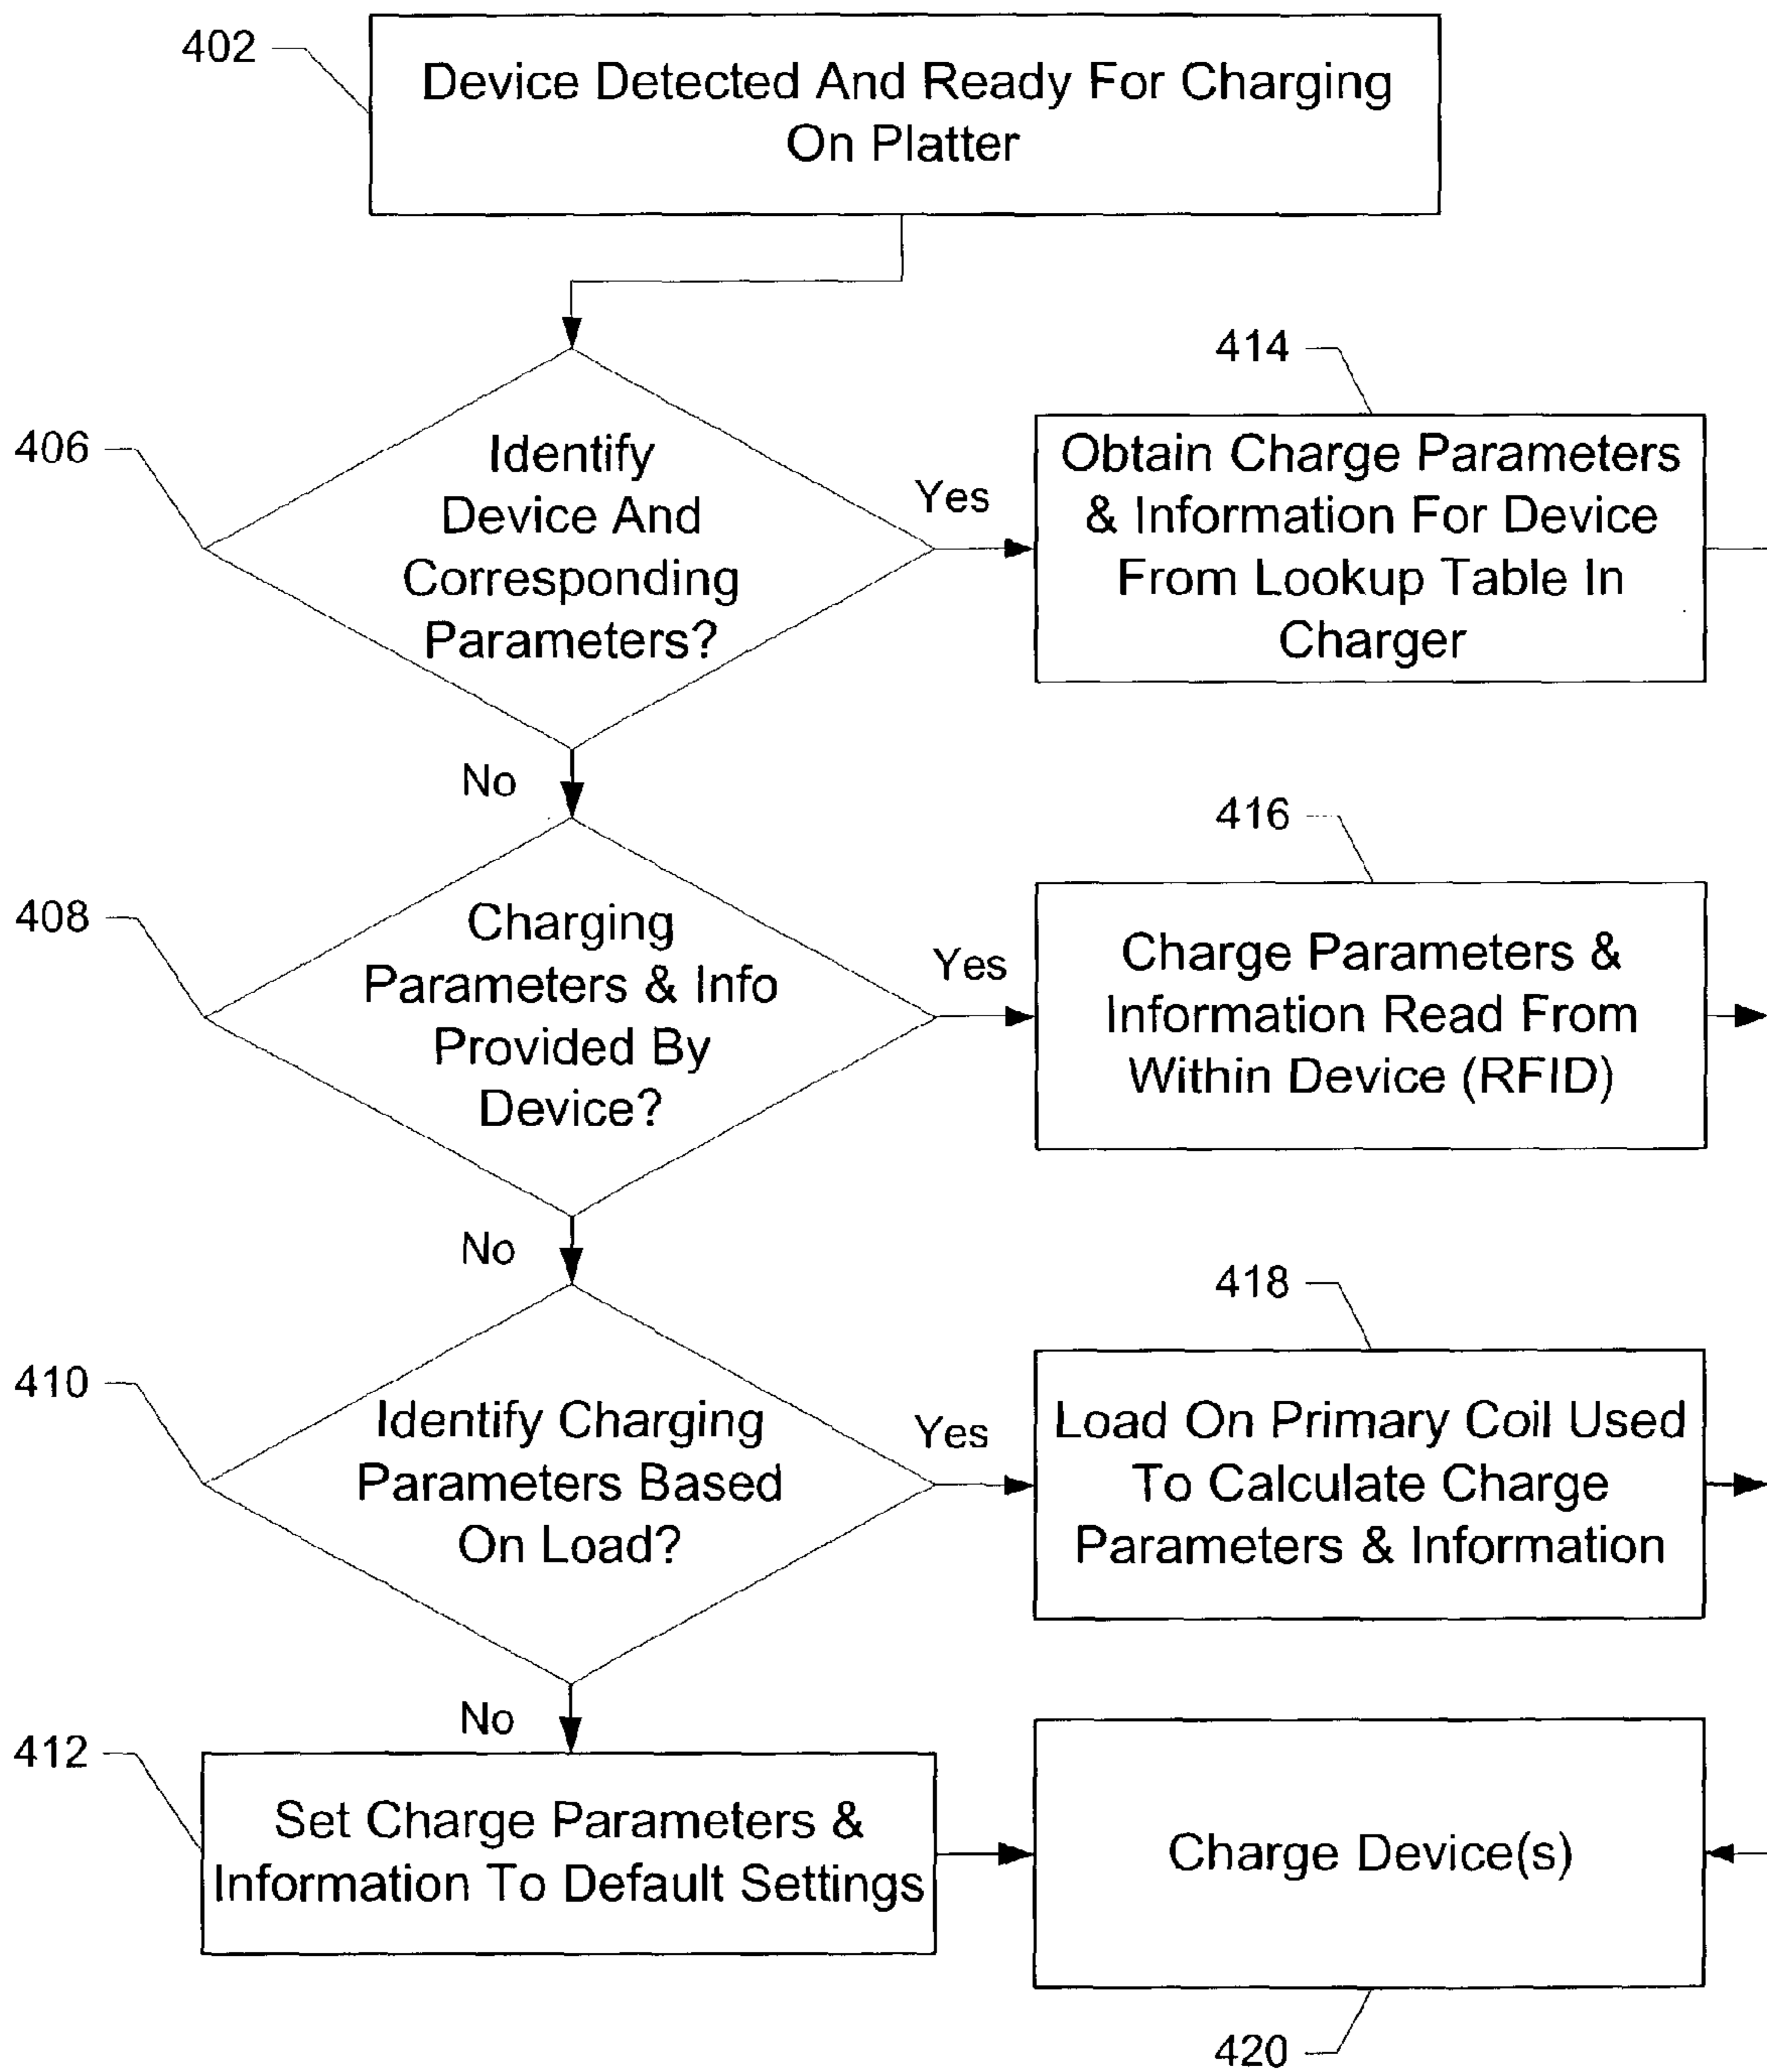 402
Device Detected And Ready For Charging
On Platter
406
Identify
Device And
Corresponding
Parameters?
Yes
414
Obtain Charge Parameters
& Information For Device
From Lookup Table In
Charger
No
408
Charging
Parameters & Info
Provided By
Device?
Yes
416
Charge Parameters &
Information Read From
Within Device (RFID)
No
410
Identify Charging
Parameters Based
On Load?
Yes
418
Load On Primary Coil Used
To Calculate Charge
Parameters & Information
No
412
Set Charge Parameters &
Information To Default Settings
Charge Device(s)
420